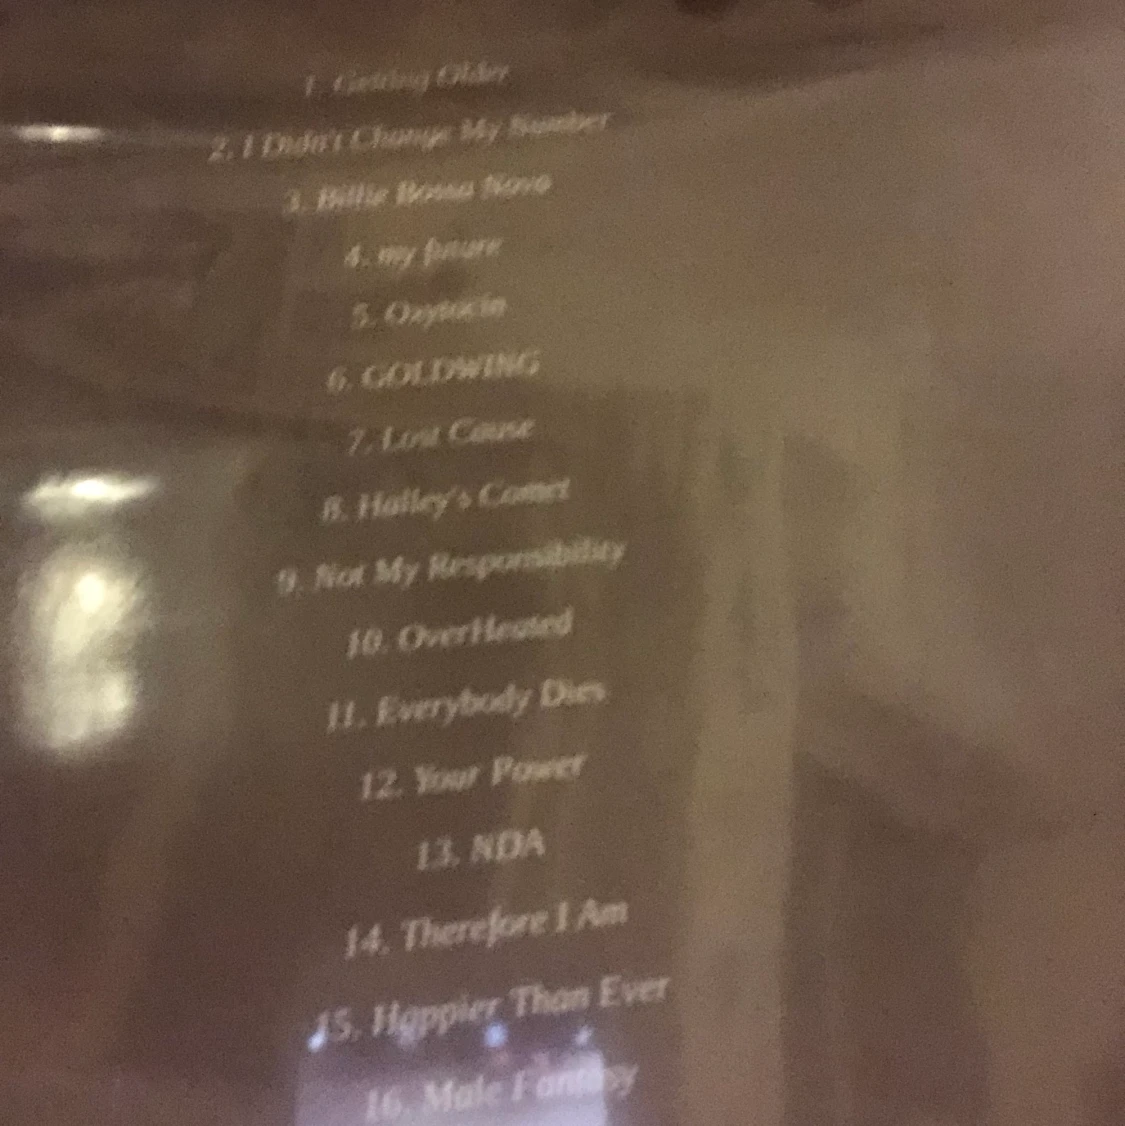 1. Getting Older
2. I Didn't Change My Number
3. Billie Bossa Nova
4. my future
5. Oxytocin
6. GOLDWING
7. Lost Cause
8. Halley's Comet
9. Not My Responsibility
10. OverHeated
11. Everybody Dies
12. Your Power
13. NDA
14. Therefore I Am
15. Happier Than Ever
16. Male Fantasy